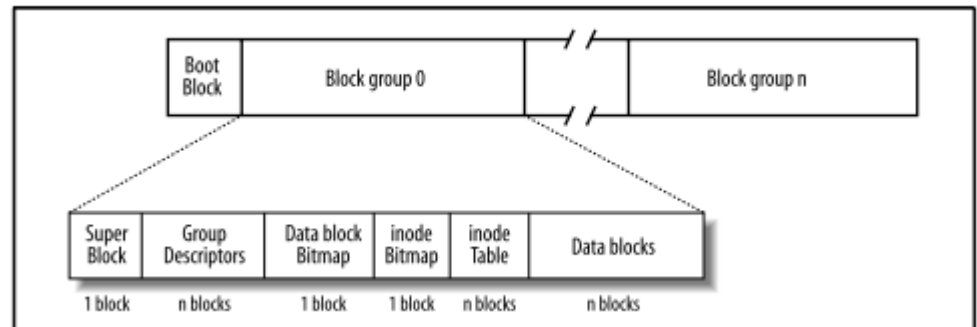 Boot
Block
Block group 0
Block group n
Super
Block
Group
Descriptors
Data block
Bitmap
inode
Bitmap
inode
Table
Data blocks
1 block
n blocks
1 block
1 block
n blocks
n blocks